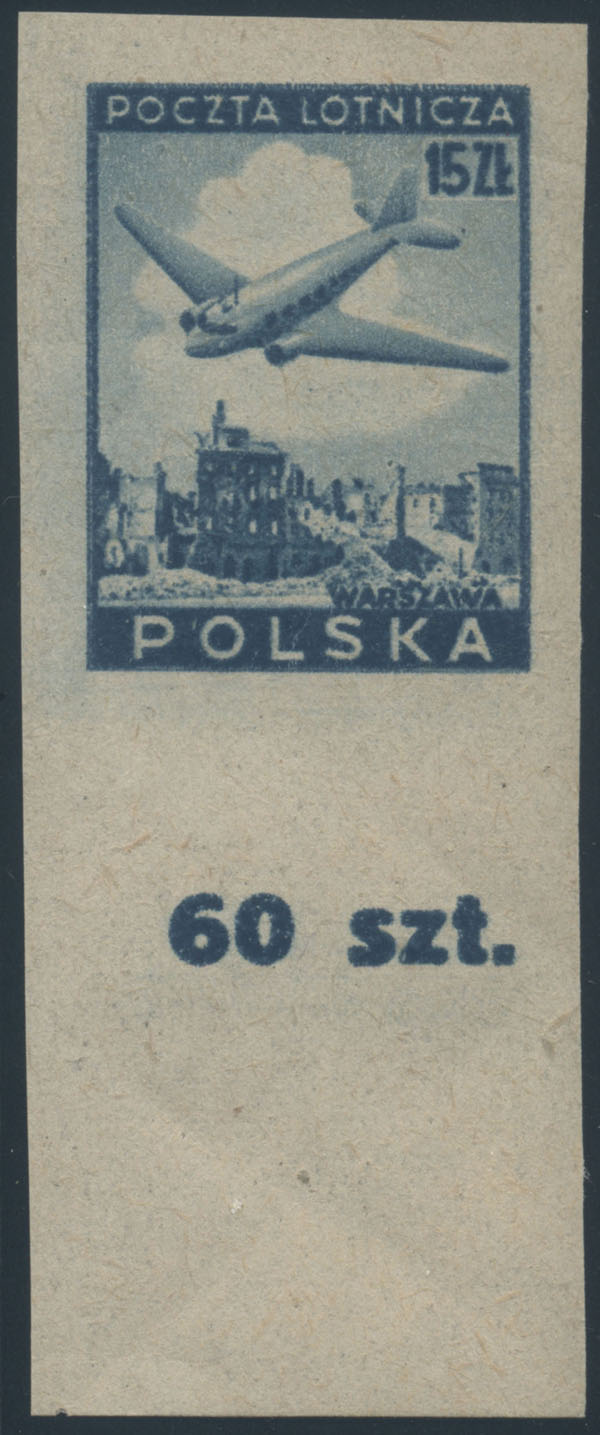 POCZTA LOTNICZA
15ZŁ
WARSZAWA
POLSKA
60 szt.